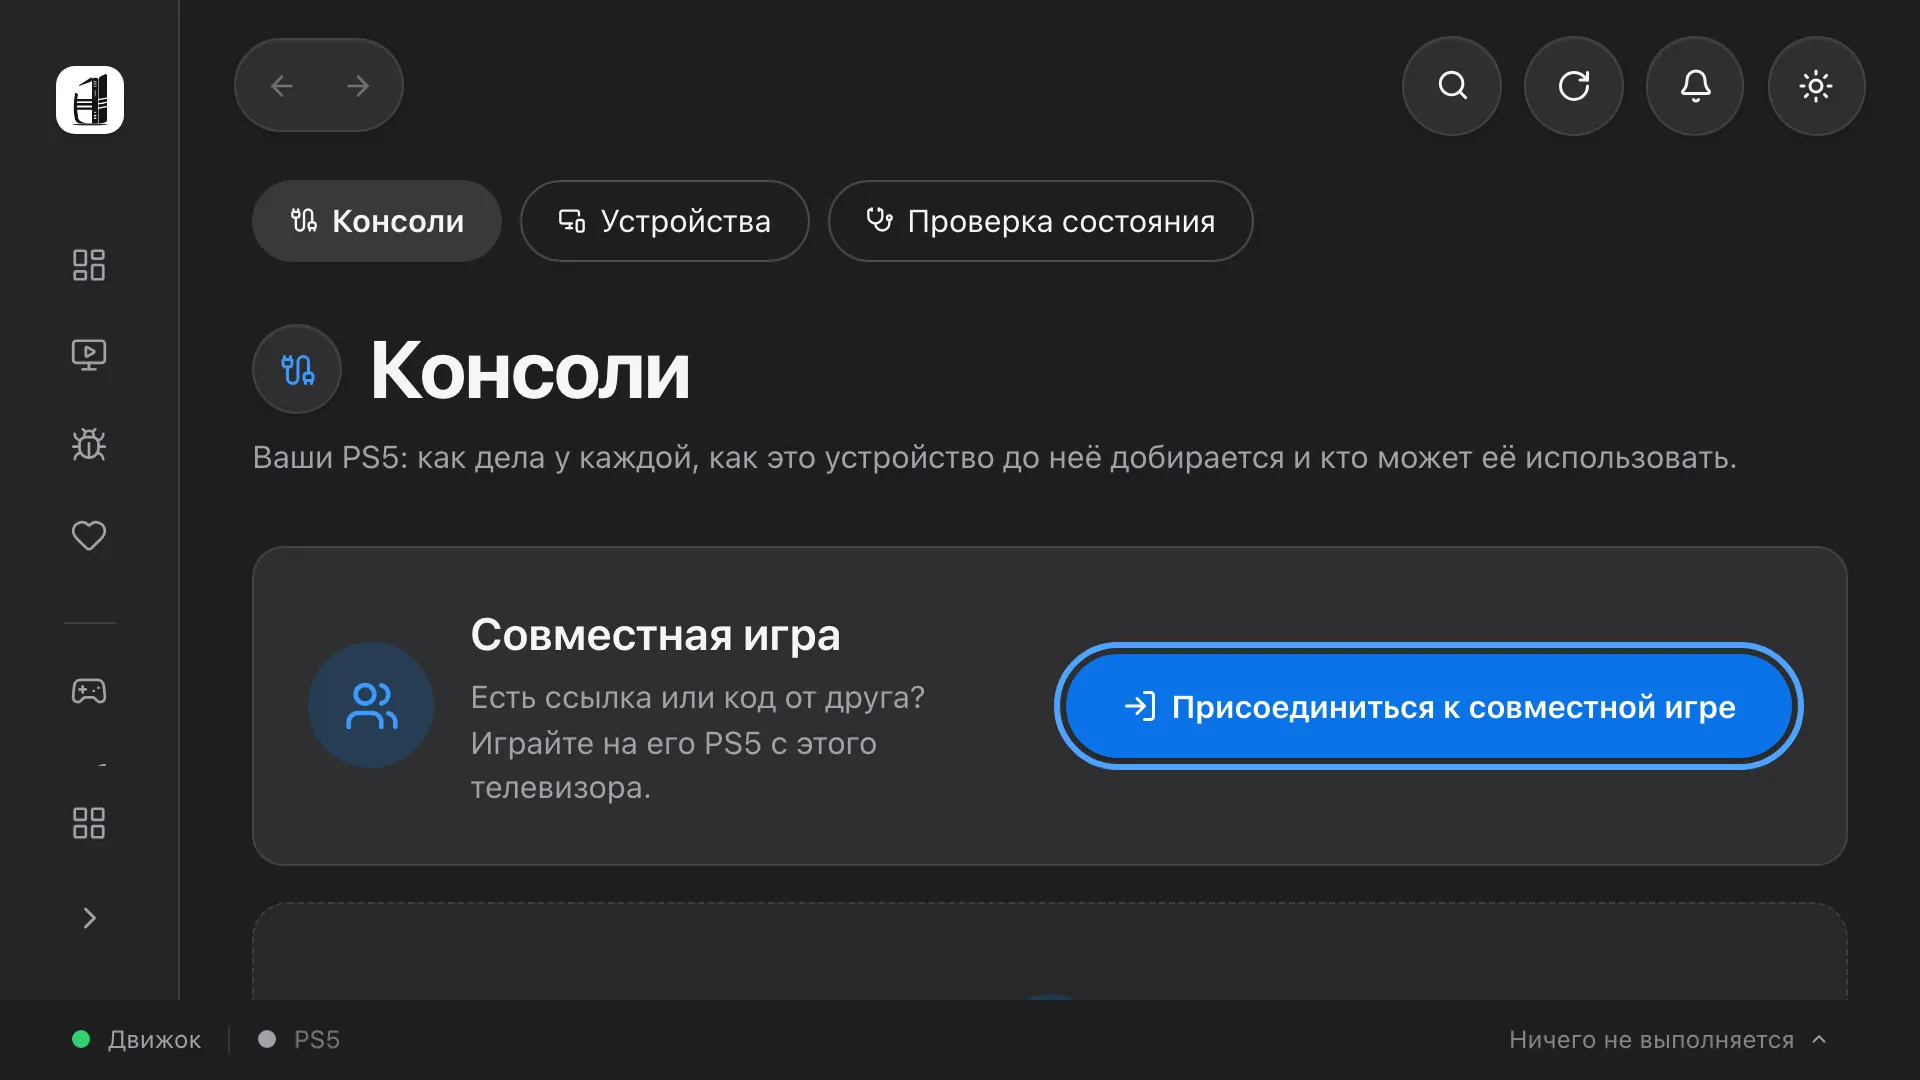 Консоли
Устройства
Проверка состояния
Консоли
Ваши PS5: как дела у каждой, как это устройство до неё добирается и кто может её использовать.
Совместная игра
Есть ссылка или код от друга?
Играйте на его PS5 с этого
телевизора.
Присоединиться к совместной игре
Движок
PS5
Ничего не выполняется